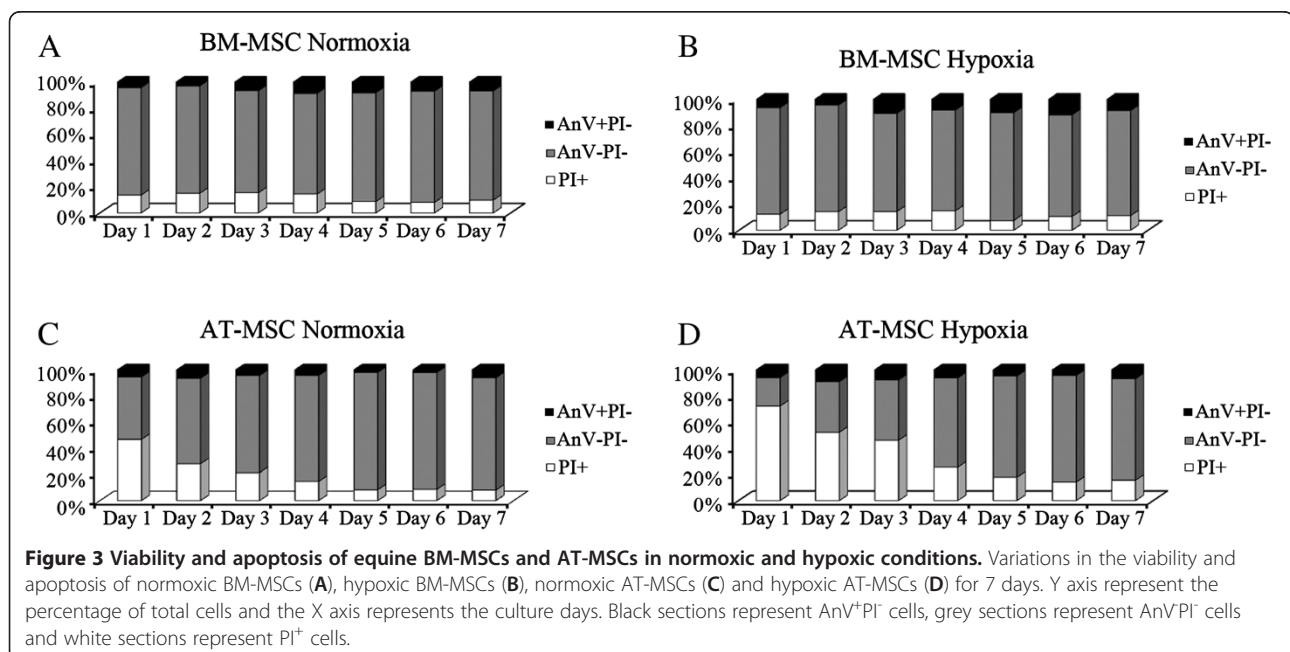 A
BM-MSC Normoxia
100%
80%
60%
40%
20%
0%
Day 1 Day 2 Day 3 Day 4 Day 5 Day 6 Day 7
AnV+PI-
AnV-PI-
PI+
B
BM-MSC Hypoxia
100%
80%
60%
40%
20%
0%
Day 1 Day 2 Day 3 Day 4 Day 5 Day 6 Day 7
AnV+PI-
AnV-PI-
PI+
C
AT-MSC Normoxia
100%
80%
60%
40%
20%
0%
Day 1 Day 2 Day 3 Day 4 Day 5 Day 6 Day 7
AnV+PI-
AnV-PI-
PI+
D
AT-MSC Hypoxia
100%
80%
60%
40%
20%
0%
Day 1 Day 2 Day 3 Day 4 Day 5 Day 6 Day 7
AnV+PI-
AnV-PI-
PI+
Figure 3 Viability and apoptosis of equine BM-MSCs and AT-MSCs in normoxic and hypoxic conditions. Variations in the viability and
apoptosis of normoxic BM-MSCs (A), hypoxic BM-MSCs (B), normoxic AT-MSCs (C) and hypoxic AT-MSCs (D) for 7 days. Y axis represent the
percentage of total cells and the X axis represents the culture days. Black sections represent AnV⁺PI⁻ cells, grey sections represent AnV⁻PI⁻ cells
and white sections represent PI⁺ cells.